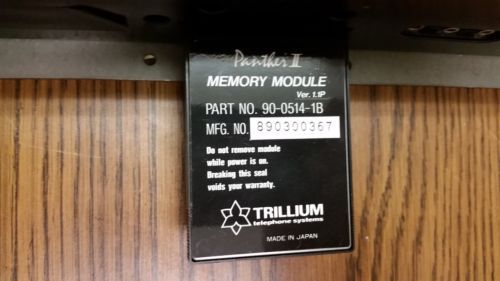 Panther II
MEMORY MODULE
Ver. 1.1P
PART NO. 90-0514-1B
MFG. NO. 890300367
Do not remove module
while power is on.
Breaking this seal
voids your warranty.
TRILLIUM
telephone systems
MADE IN JAPAN